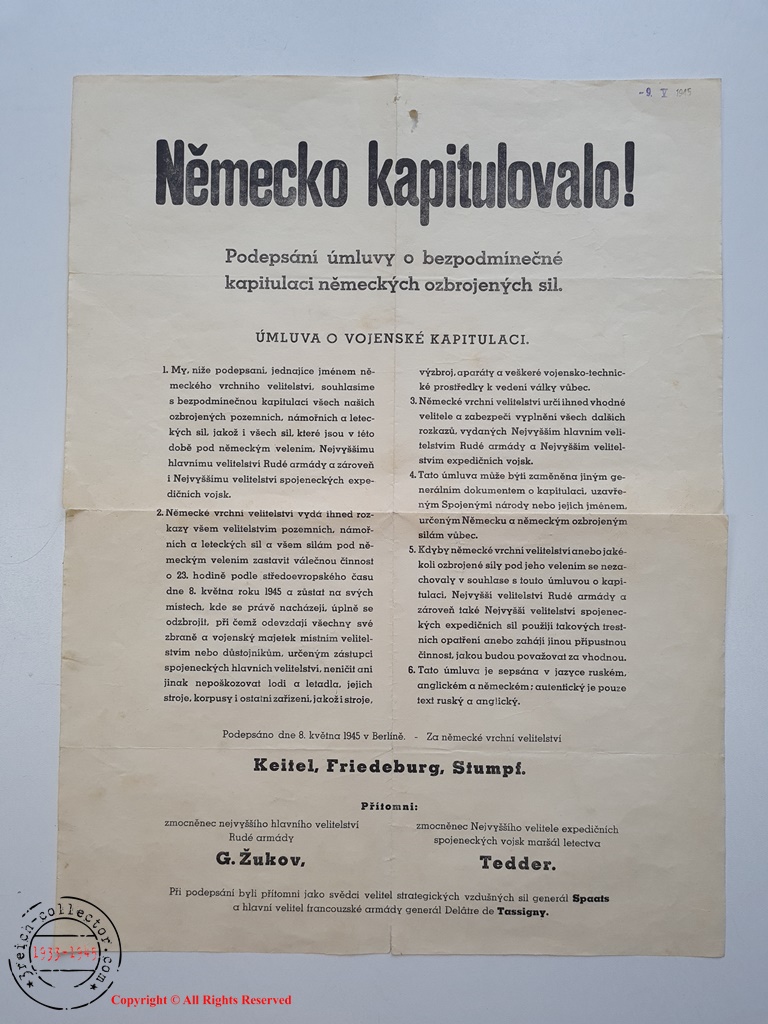 -9. V 1945
Německo kapitulovalo!
Podepsání úmluvy o bezpodmínečné
kapitulaci německých ozbrojených sil.
ÚMLUVA O VOJENSKÉ KAPITULACI.
1. My, níže podepsaní, jednajíce jménem ně-
meckého vrchního velitelství, souhlasíme
s bezpodmínečnou kapitulací všech našich
ozbrojených pozemních, námořních a letec-
kých sil, jakož i všech sil, které jsou v této
době pod německým velením, Nejvyššímu
hlavnímu velitelství Rudé armády a zároveň
i Nejvyššímu velitelství spojeneckých expe-
dičních vojsk.
2. Německé vrchní velitelství vydá ihned roz-
kazy všem velitelstvím pozemních, námoř-
ních a leteckých sil a všem silám pod ně-
meckým velením zastavit válečnou činnost
o 23. hodině podle středoevropského času
dne 8. května roku 1945 a zůstat na svých
místech, kde se právě nacházejí, úplně se
odzbrojit, při čemž odevzdají všechny své
zbraně a vojenský majetek místním velitel-
stvím nebo důstojníkům, určeným zástupci
spojeneckých hlavních velitelství, neničit ani
jinak nepoškozovat lodi a letadla, jejich
stroje, korpusy i ostatní zařízení, jakož i stroje,
výzbroj, aparáty a veškeré vojensko-technic-
ké prostředky k vedení války vůbec.
3. Německé vrchní velitelství určí ihned vhodné
velitele a zabezpečí vyplnění všech dalších
rozkazů, vydaných Nejvyšším hlavním veli-
telstvím Rudé armády a Nejvyšším velitel-
stvím expedičních vojsk.
4. Tato úmluva může býti zaměněna jiným ge-
nerálním dokumentem o kapitulaci, uzavře-
ným Spojenými národy nebo jejich jménem,
určeným Německu a německým ozbrojeným
silám vůbec.
5. Kdyby německé vrchní velitelství anebo jaké-
koli ozbrojené síly pod jeho velením se neza-
chovaly v souhlase s touto úmluvou o kapi-
tulaci, Nejvyšší velitelství Rudé armády a
zároveň také Nejvyšší velitelství spojenec-
kých expedičních sil použijí takových trest-
ních opatření anebo zahájí jinou přípustnou
činnost, jakou budou považovat za vhodnou.
6. Tato úmluva je sepsána v jazyce ruském,
anglickém a německém; autentický je pouze
text ruský a anglický.
Podepsáno dne 8. května 1945 v Berlíně. - Za německé vrchní velitelství
Keitel, Friedeburg, Stumpf.
Přítomni:
zmocněnec nejvyššího hlavního velitelství
Rudé armády
G. Žukov,
zmocněnec Nejvyššího velitele expedičních
spojeneckých vojsk maršál letectva
Tedder.
Při podepsání byli přítomni jako svědci velitel strategických vzdušných sil generál Spaats
a hlavní velitel francouzské armády generál Delâtre de Tassigny.
3reich-collector.com
1933-1945
Copyright © All Rights Reserved